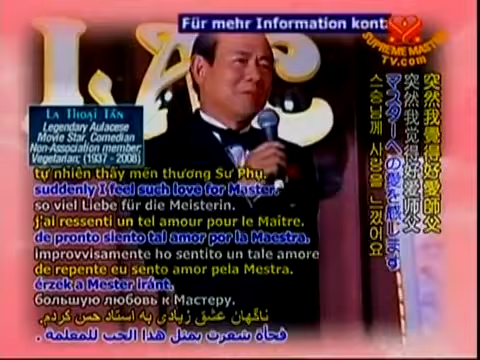 Für mehr Information kont
SUPREME MASTER
TV.com
LA THOẠI TÂN
Legendary Aulacese
Movie Star, Comedian
Non-Association member,
Vegetarian; (1937 - 2008)
tự nhiên thấy mến thương Sư Phụ.
suddenly I feel such love for Master.
so viel Liebe für die Meisterin.
j'ai ressenti un tel amour pour le Maître.
de pronto siento tal amor por la Maestra.
improvvisamente ho sentito un tale amore
de repente eu sento amor pela Mestra.
érzek a Mester iránt.
большую любовь к Мастеру.
ناگهان عشق زیادی به استاد حس کردم.
فجأة شعرت بمثل هذا الحب للمعلمة .
突然我覺得好愛師父
突然我觉得好爱师父
マスターへの愛を感じます
스승님께 사랑을 느꼈어요